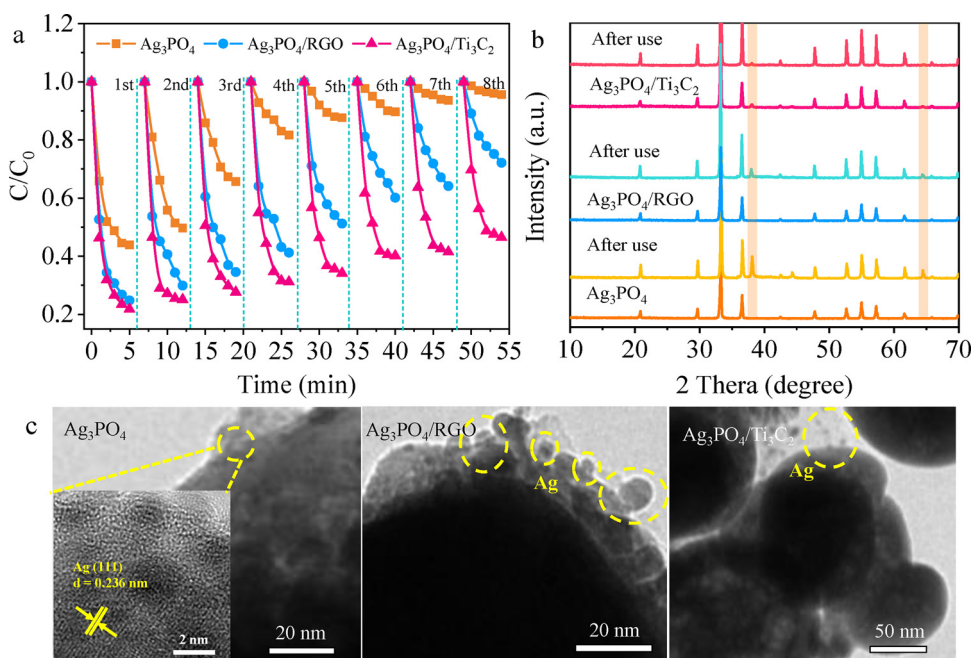 a
Ag₃PO₄ Ag₃PO₄/RGO Ag₃PO₄/Ti₃C₂
1st 2nd 3rd 4th 5th 6th 7th 8th
C/C₀
1.2
1.0
0.8
0.6
0.4
0.2
0 5 10 15 20 25 30 35 40 45 50 55
Time (min)
b
After use
Ag₃PO₄/Ti₃C₂
After use
Ag₃PO₄/RGO
After use
Ag₃PO₄
Intensity (a.u.)
10 20 30 40 50 60 70
2 Thera (degree)
c
Ag₃PO₄
Ag (111)
d = 0.236 nm
2 nm
20 nm
Ag₃PO₄/RGO
Ag
20 nm
Ag₃PO₄/Ti₃C₂
Ag
50 nm